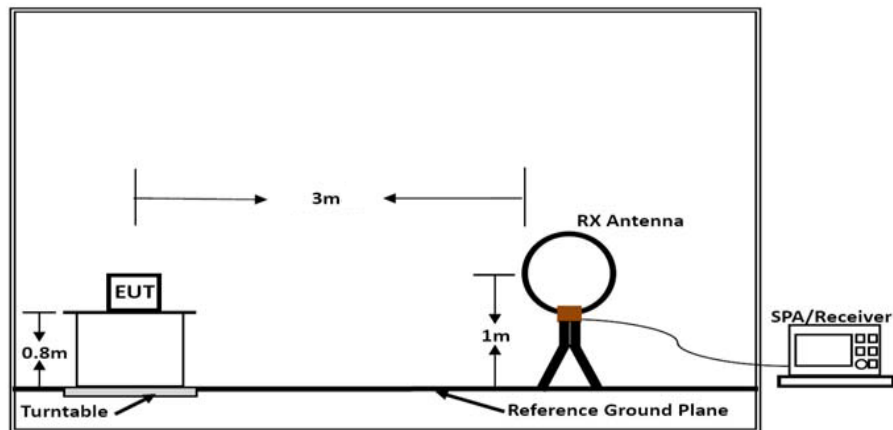 3m
RX Antenna
EUT
SPA/Receiver
1m
0.8m
Turntable
Reference Ground Plane